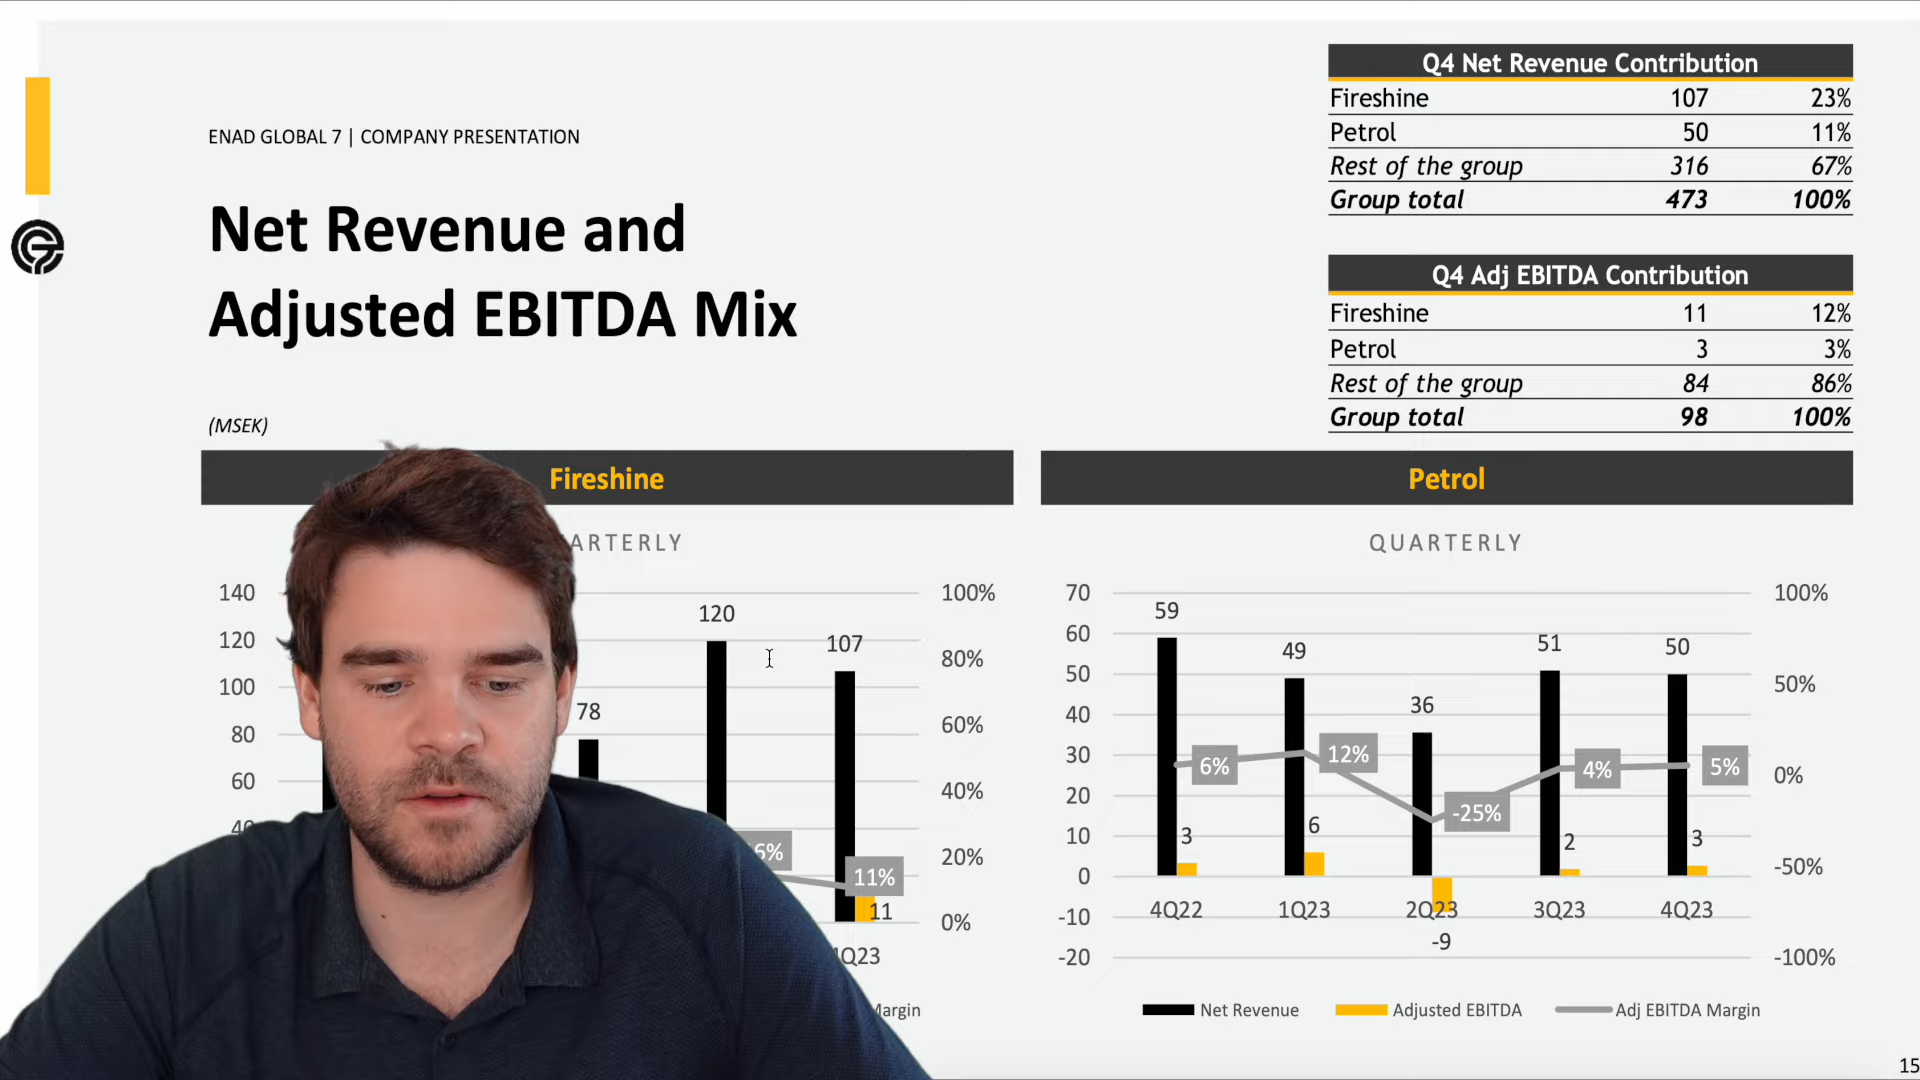 Q4 Net Revenue Contribution
Fireshine 107 23%
Petrol 50 11%
Rest of the group 316 67%
Group total 473 100%
ENAD GLOBAL 7 | COMPANY PRESENTATION
Net Revenue and
Adjusted EBITDA Mix
Q4 Adj EBITDA Contribution
Fireshine 11 12%
Petrol 3 3%
Rest of the group 84 86%
Group total 98 100%
(MSEK)
Fireshine
ARTERLY
140
120
100
80
60
100%
80%
60%
40%
20%
0%
78
120
107
6%
11%
11
Q23
Margin
Petrol
QUARTERLY
70
60
50
40
30
20
10
0
-10
-20
100%
50%
0%
-50%
-100%
59
49
36
51
50
6%
12%
-25%
4%
5%
3
6
-9
2
3
4Q22 1Q23 2Q23 3Q23 4Q23
Net Revenue Adjusted EBITDA Adj EBITDA Margin
15